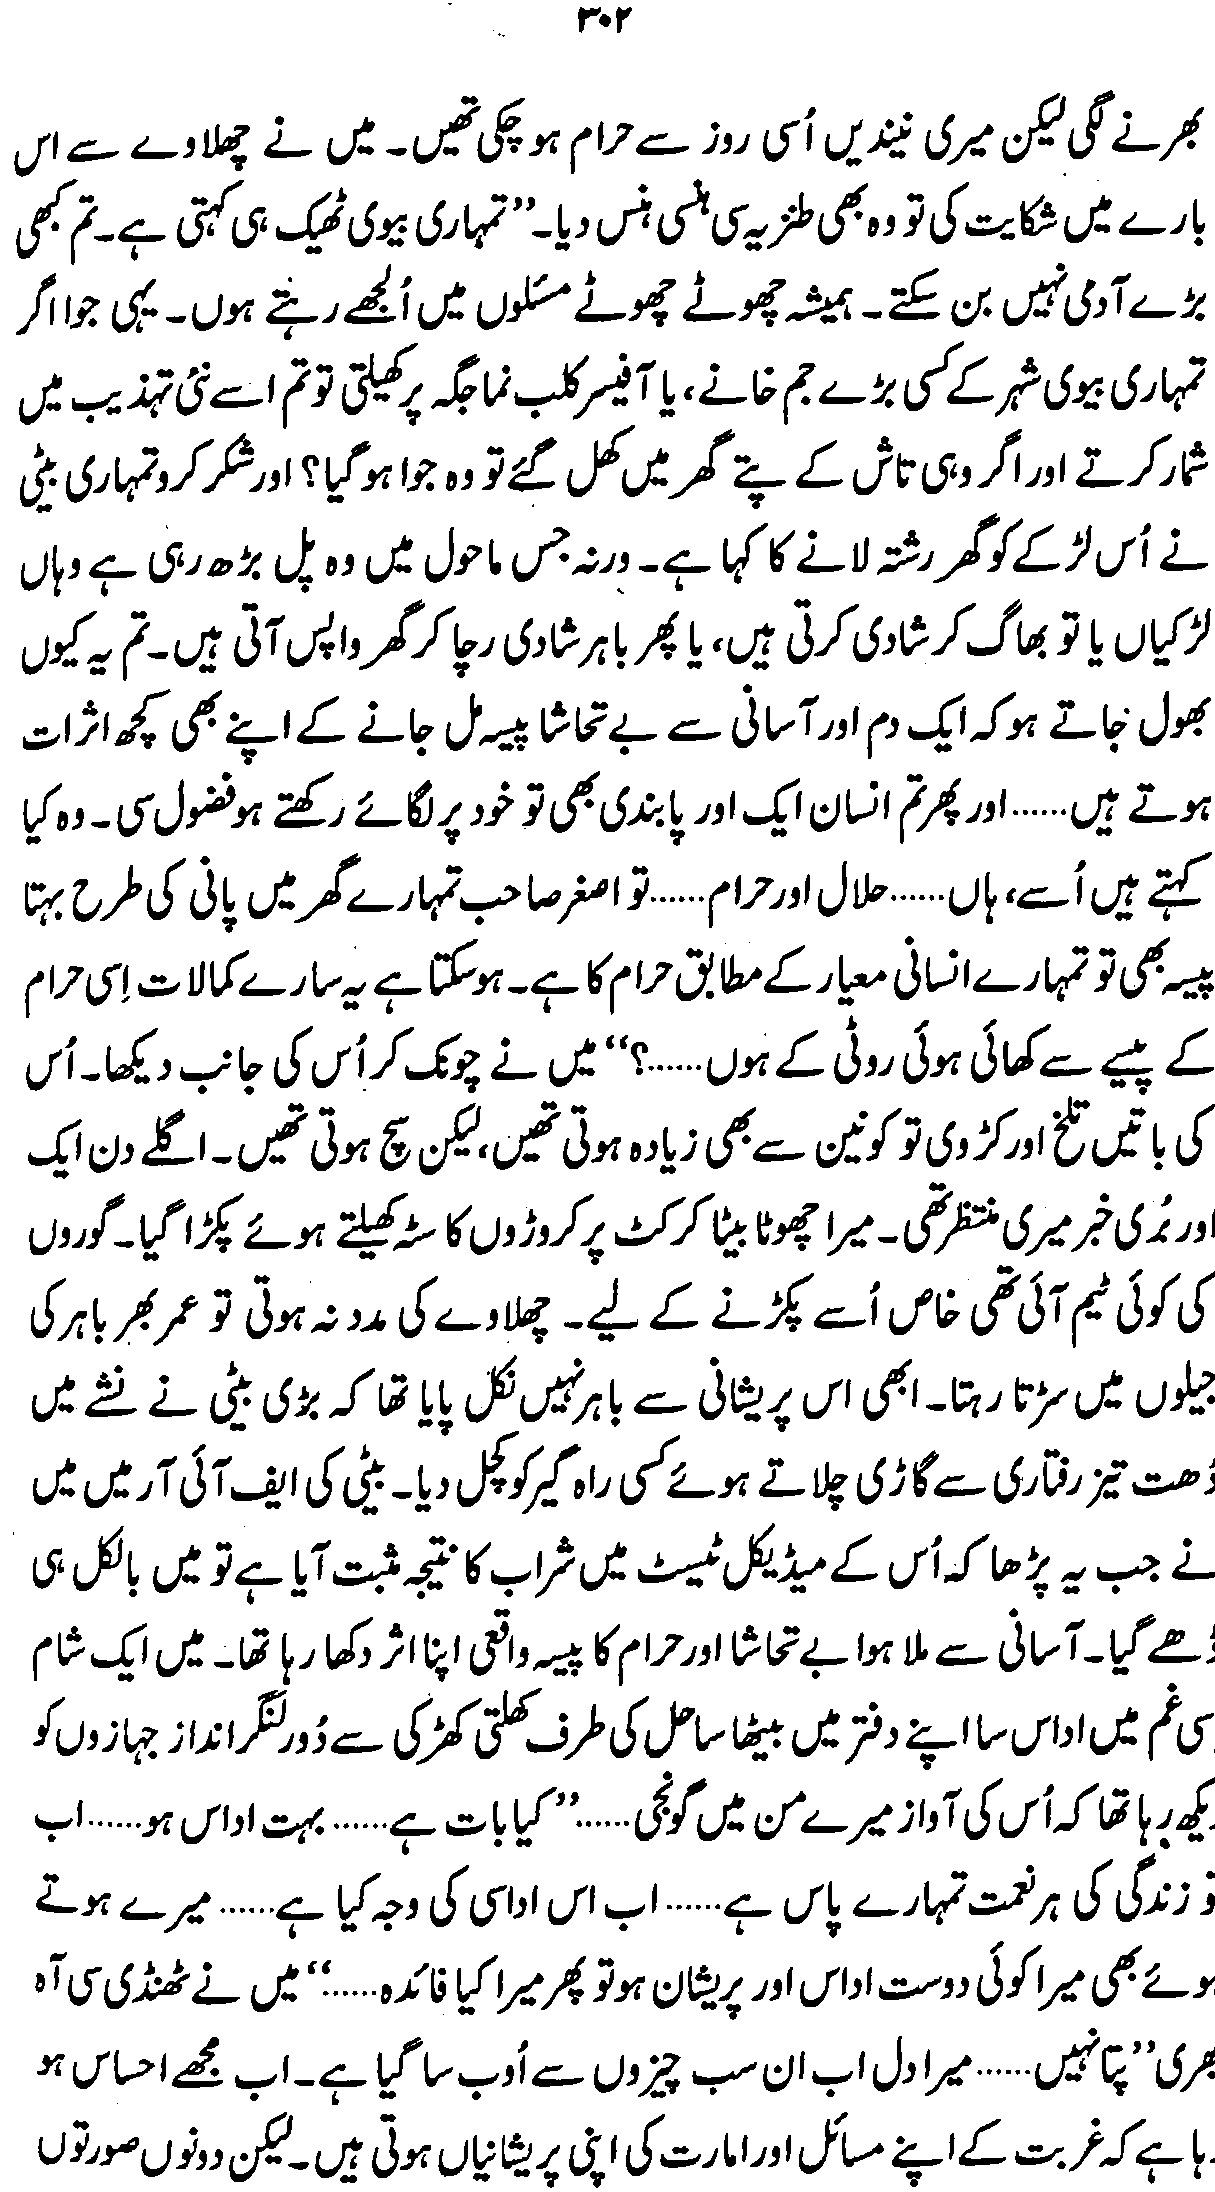 ۳۰۲
بھرنے لگی لیکن میری نیندیں اُسی روز سے حرام ہو چکی تھیں۔ میں نے چھلاوے سے اس
بارے میں شکایت کی تو وہ بھی طنزیہ سی ہنسی ہنس دیا۔ ”تمہاری بیوی ٹھیک ہی کہتی ہے۔ تم کبھی
بڑے آدمی نہیں بن سکتے۔ ہمیشہ چھوٹے چھوٹے مسئلوں میں اُلجھے رہتے ہوں۔ یہی جوا اگر
تمہاری بیوی شہر کے کسی بڑے جم خانے، یا آفیسر کلب نما جگہ پر کھیلتی تو تم اسے نئی تہذیب میں
شمار کرتے اور اگر وہی تاش کے پتے گھر میں کھل گئے تو وہ جوا ہو گیا؟ اور شکر کرو تمہاری بیٹی
نے اُس لڑکے کو گھر رشتہ لانے کا کہا ہے۔ ورنہ جس ماحول میں وہ پل بڑھ رہی ہے وہاں
لڑکیاں یا تو بھاگ کر شادی کرتی ہیں، یا پھر باہر شادی رچا کر گھر واپس آتی ہیں۔ تم یہ کیوں
بھول جاتے ہو کہ ایک دم اور آسانی سے بے تحاشا پیسہ مل جانے کے اپنے بھی کچھ اثرات
ہوتے ہیں...... اور پھر تم انسان ایک اور پابندی بھی تو خود پر لگائے رکھتے ہو فضول سی۔ وہ کیا
کہتے ہیں اُسے، ہاں...... حلال اور حرام...... تو اصغر صاحب تمہارے گھر میں پانی کی طرح بہتا
پیسہ بھی تو تمہارے انسانی معیار کے مطابق حرام کا ہے۔ ہو سکتا ہے یہ سارے کمالات اِسی حرام
کے پیسے سے کھائی ہوئی روٹی کے ہوں......؟“ میں نے چونک کر اُس کی جانب دیکھا۔ اُس
کی باتیں تلخ اور کڑوی تو کونین سے بھی زیادہ ہوتی تھیں، لیکن سچ ہوتی تھیں۔ اگلے دن ایک
اور بُری خبر میری منتظر تھی۔ میرا چھوٹا بیٹا کرکٹ پر کروڑوں کا سٹہ کھیلتے ہوئے پکڑا گیا۔ گوروں
کی کوئی ٹیم آئی تھی خاص اُسے پکڑنے کے لیے۔ چھلاوے کی مدد نہ ہوتی تو عمر بھر باہر کی
جیلوں میں سڑتا رہتا۔ ابھی اس پریشانی سے باہر نہیں نکل پایا تھا کہ بڑی بیٹی نے نشے میں
دُھت تیز رفتاری سے گاڑی چلاتے ہوئے کسی راہ گیر کو کچل دیا۔ بیٹی کی ایف آئی آر میں میں
نے جب یہ پڑھا کہ اُس کے میڈیکل ٹیسٹ میں شراب کا نتیجہ مثبت آیا ہے تو میں بالکل ہی
ڈھے گیا۔ آسانی سے ملا ہوا بے تحاشا اور حرام کا پیسہ واقعی اپنا اثر دکھا رہا تھا۔ میں ایک شام
سی غم میں اداس سا اپنے دفتر میں بیٹھا ساحل کی طرف کھلتی کھڑکی سے دُور لنگر انداز جہازوں کو
یکھ رہا تھا کہ اُس کی آواز میرے من میں گونجی...... ”کیا بات ہے...... بہت اداس ہو...... اب
تو زندگی کی ہر نعمت تمہارے پاس ہے...... اب اس اداسی کی وجہ کیا ہے...... میرے ہوتے
ہوئے بھی میرا کوئی دوست اداس اور پریشان ہو تو پھر میرا کیا فائدہ......“ میں نے ٹھنڈی سی آہ
بھری ”پتا نہیں...... میرا دل اب ان سب چیزوں سے اُوب سا گیا ہے۔ اب مجھے احساس ہو
رہا ہے کہ غربت کے اپنے مسائل اور امارت کی اپنی پریشانیاں ہوتی ہیں۔ لیکن دونوں صورتوں